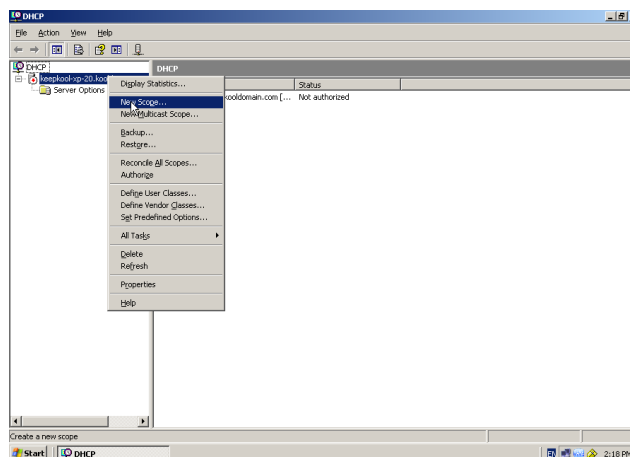 DHCP
File Action View Help
DHCP
DHCP
keepkool-xp-20.koo
Status
Server Options
kooldomain.com [... Not authorized
Display Statistics...
New Scope...
New Multicast Scope...
Backup...
Restore...
Reconcile All Scopes...
Authorize
Define User Classes...
Define Vendor Classes...
Set Predefined Options...
All Tasks
Delete
Refresh
Properties
Help
Create a new scope
Start DHCP EN 2:18 PM